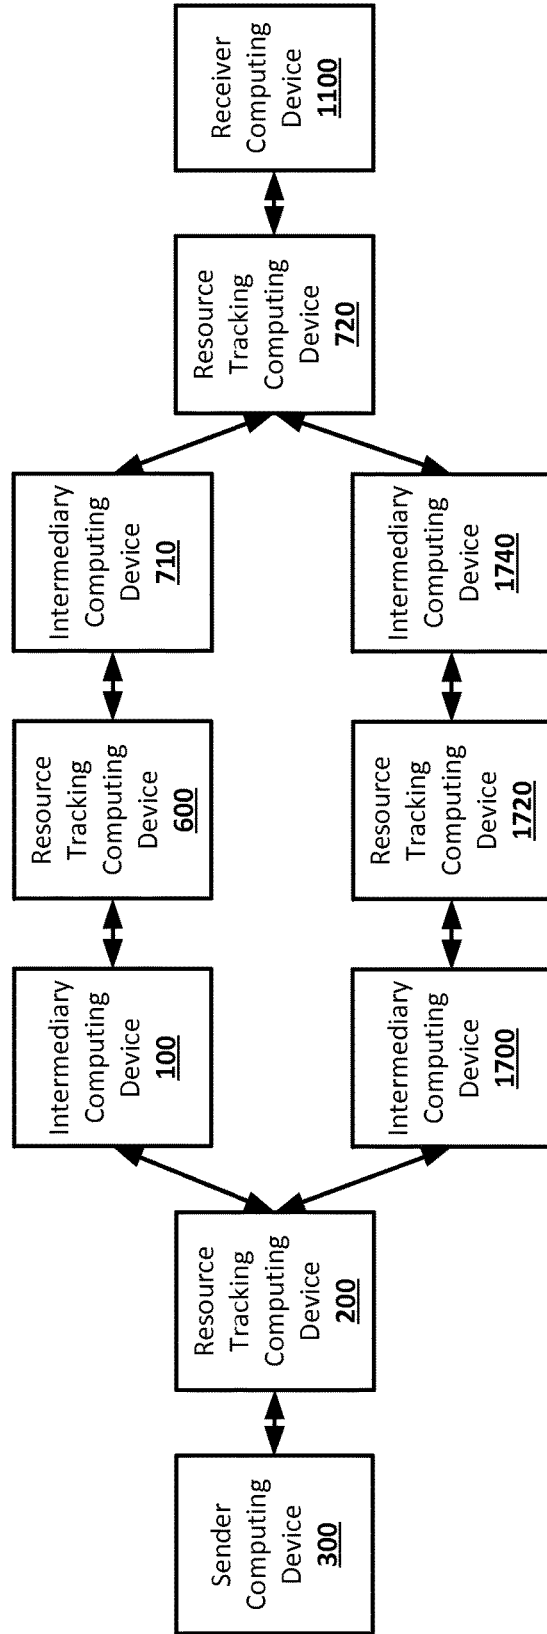 Sender
Computing
Device
300
Resource
Tracking
Computing
Device
200
Intermediary
Computing
Device
100
Resource
Tracking
Computing
Device
600
Intermediary
Computing
Device
710
Intermediary
Computing
Device
1700
Resource
Tracking
Computing
Device
1720
Intermediary
Computing
Device
1740
Resource
Tracking
Computing
Device
720
Receiver
Computing
Device
1100